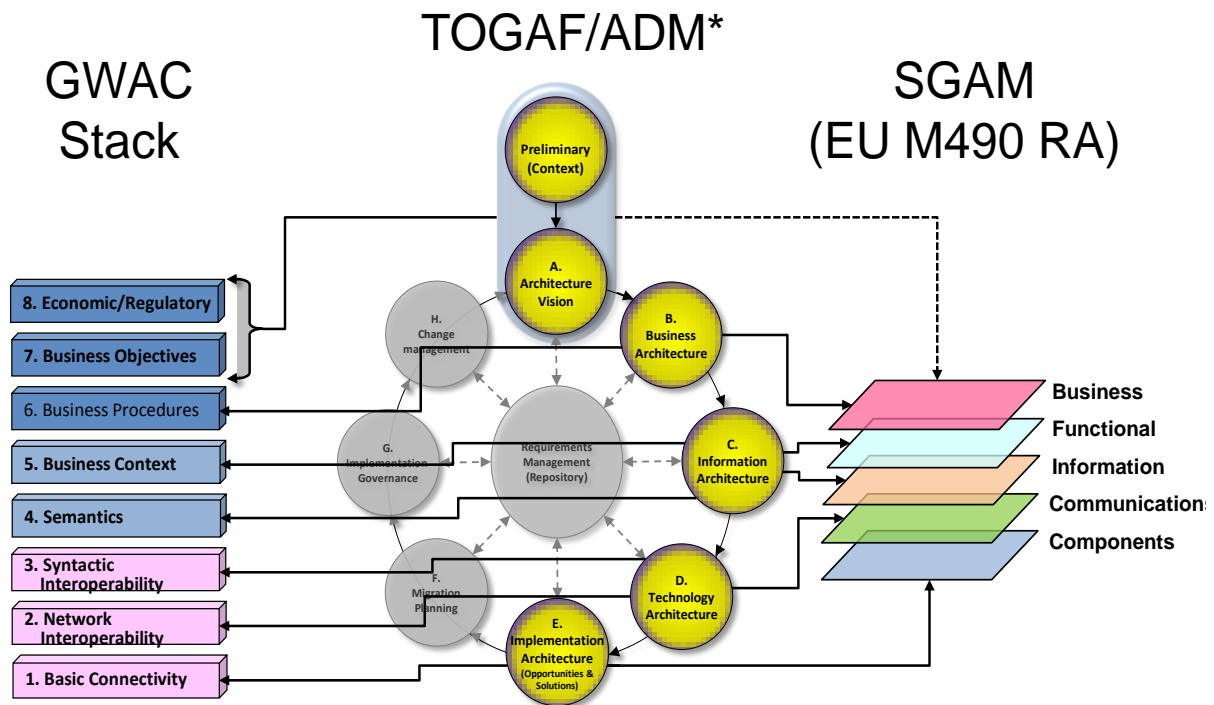 TOGAF/ADM*
GWAC
Stack
SGAM
(EU M490 RA)
Preliminary
(Context)
A.
Architecture
Vision
B.
Business
Architecture
C.
Information
Architecture
D.
Technology
Architecture
E.
Implementation
Architecture
(Opportunities &
Solutions)
F.
Migration
Planning
G.
Implementation
Governance
H.
Change
management
Requirements
Management
(Repository)
8. Economic/Regulatory
7. Business Objectives
6. Business Procedures
5. Business Context
4. Semantics
3. Syntactic
Interoperability
2. Network
Interoperability
1. Basic Connectivity
Business
Functional
Information
Communications
Components